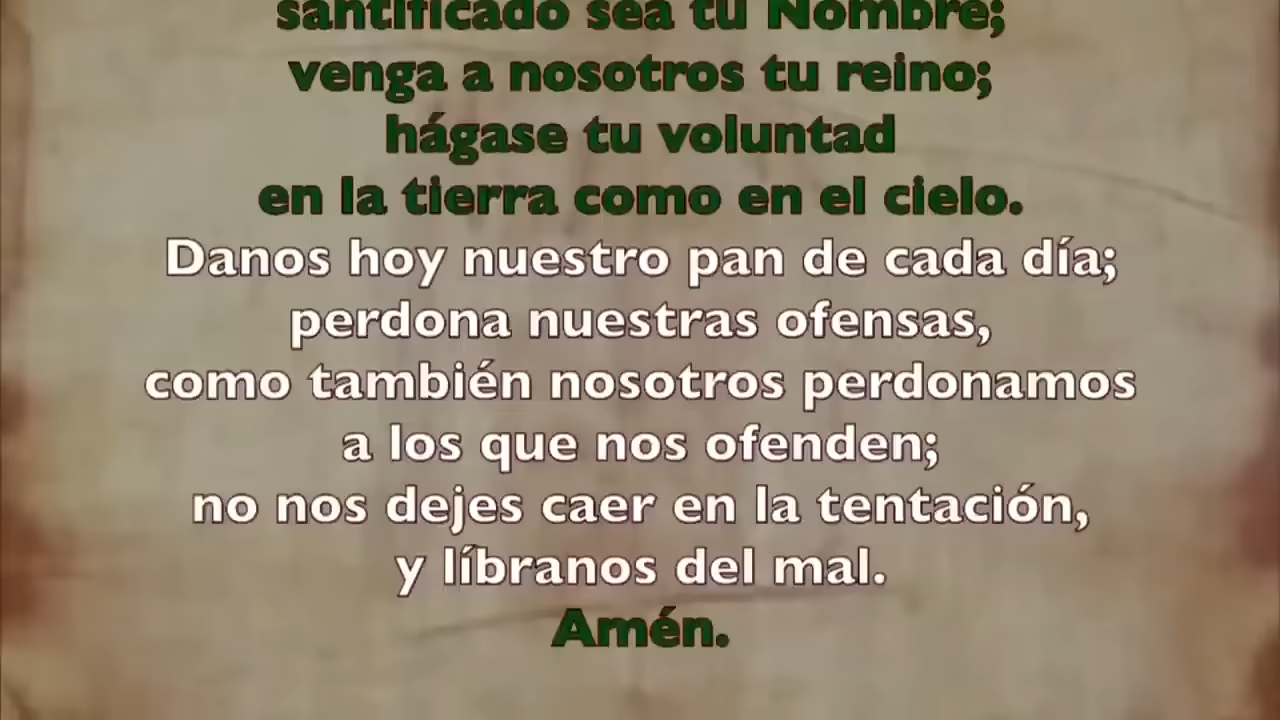 santificado sea tu Nombre;
venga a nosotros tu reino;
hágase tu voluntad
en la tierra como en el cielo.
Danos hoy nuestro pan de cada día;
perdona nuestras ofensas,
como también nosotros perdonamos
a los que nos ofenden;
no nos dejes caer en la tentación,
y líbranos del mal.
Amén.